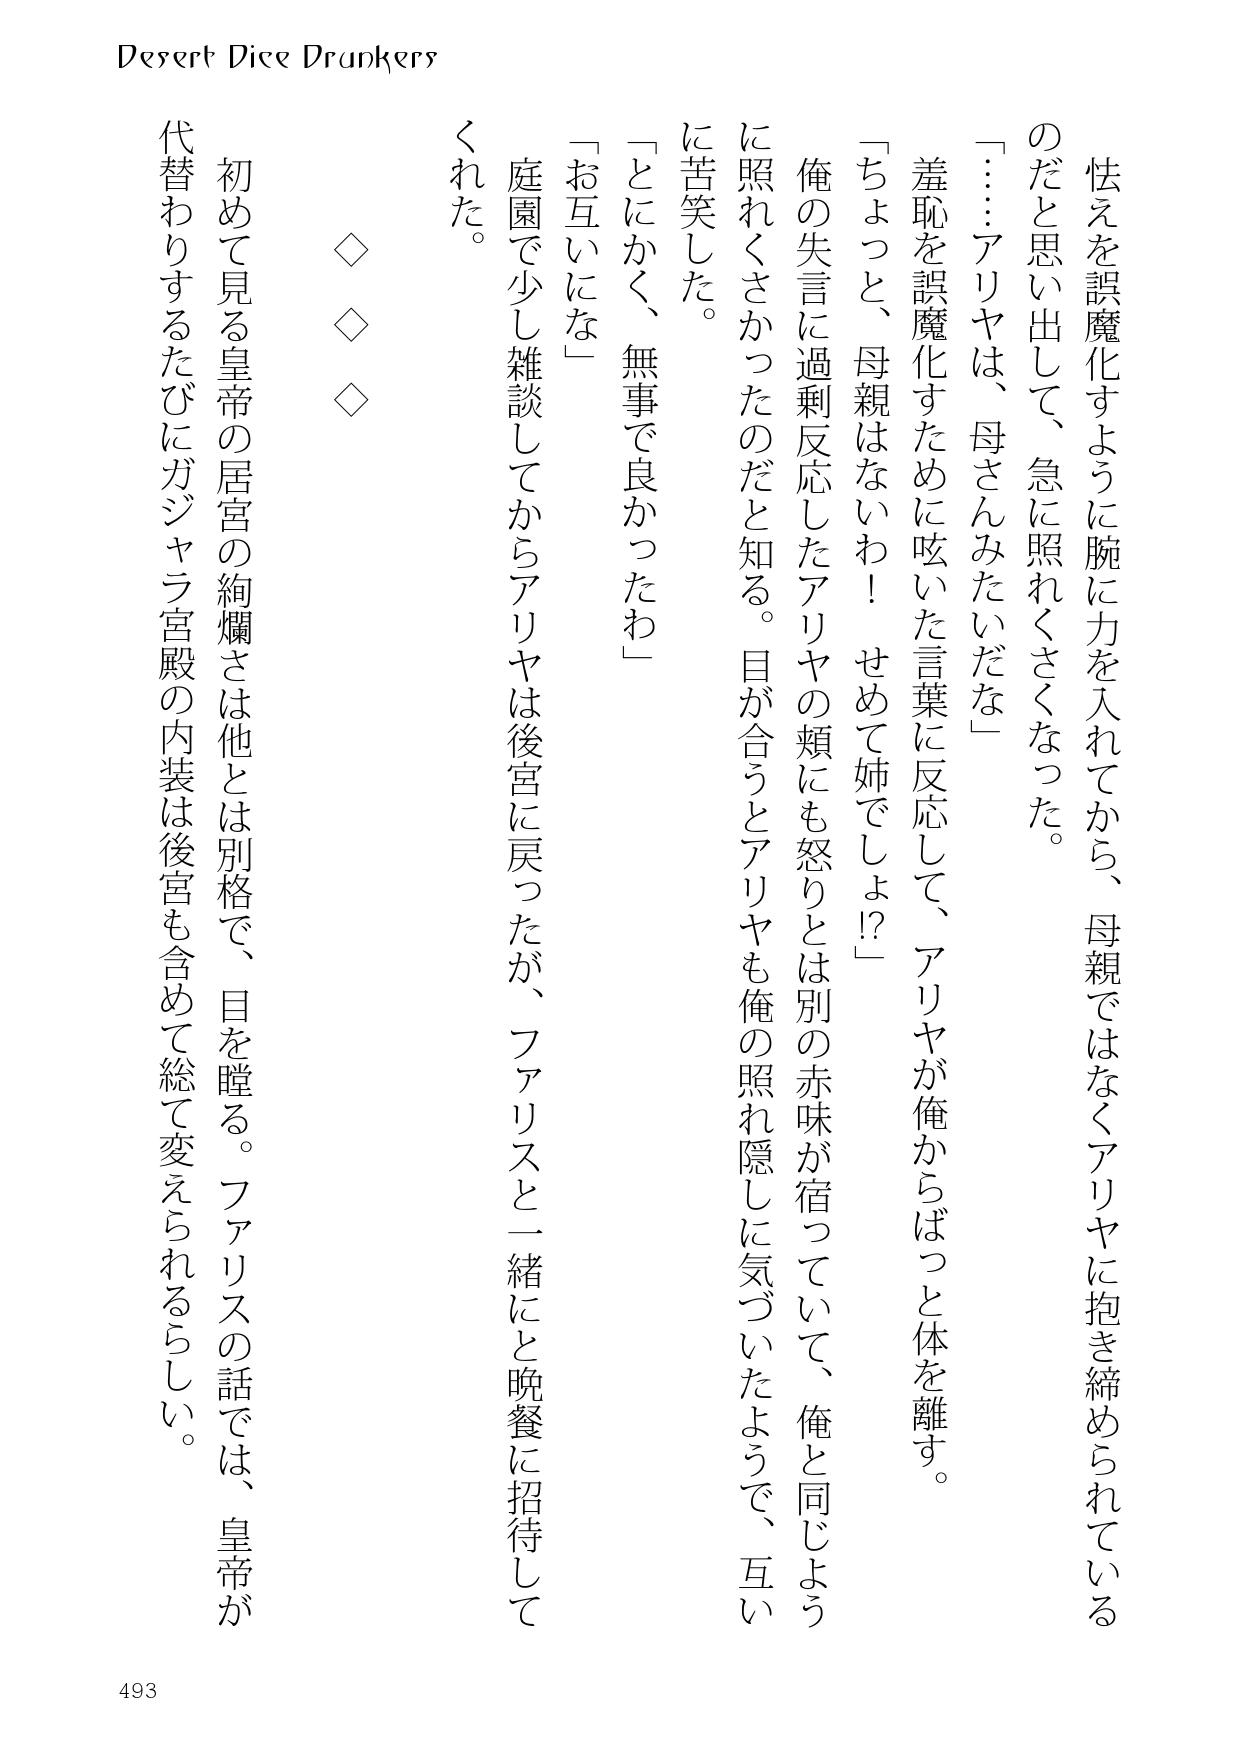 Desert Dice Drunkers
　怯えを誤魔化すように腕に力を入れてから、母親ではなくアリヤに抱き締められている
のだと思い出して、急に照れくさくなった。
「……アリヤは、母さんみたいだな」
　羞恥を誤魔化すために呟いた言葉に反応して、アリヤが俺からばっと体を離す。
「ちょっと、母親はないわ！　せめて姉でしょ!?」
　俺の失言に過剰反応したアリヤの頬にも怒りとは別の赤味が宿っていて、俺と同じよう
に照れくさかったのだと知る。目が合うとアリヤも俺の照れ隠しに気づいたようで、互い
に苦笑した。
「とにかく、無事で良かったわ」
「お互いにな」
　庭園で少し雑談してからアリヤは後宮に戻ったが、ファリスと一緒にと晩餐に招待して
くれた。
◇　◇　◇
　初めて見る皇帝の居宮の絢爛さは他とは別格で、目を瞠る。ファリスの話では、皇帝が
代替わりするたびにガジャラ宮殿の内装は後宮も含めて総て変えられるらしい。
493